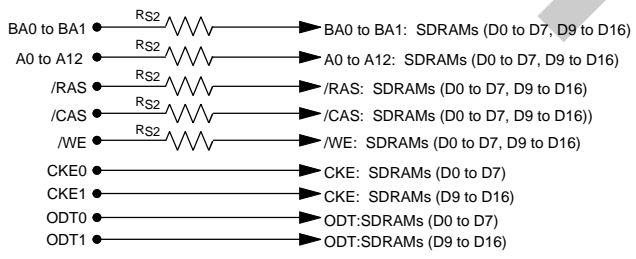 BA0 to BA1 RS2 BA0 to BA1: SDRAMs (D0 to D7, D9 to D16)
A0 to A12 RS2 A0 to A12: SDRAMs (D0 to D7, D9 to D16)
/RAS RS2 /RAS: SDRAMs (D0 to D7, D9 to D16)
/CAS RS2 /CAS: SDRAMs (D0 to D7, D9 to D16))
/WE RS2 /WE: SDRAMs (D0 to D7, D9 to D16)
CKE0 CKE: SDRAMs (D0 to D7)
CKE1 CKE: SDRAMs (D9 to D16)
ODT0 ODT:SDRAMs (D0 to D7)
ODT1 ODT:SDRAMs (D9 to D16)